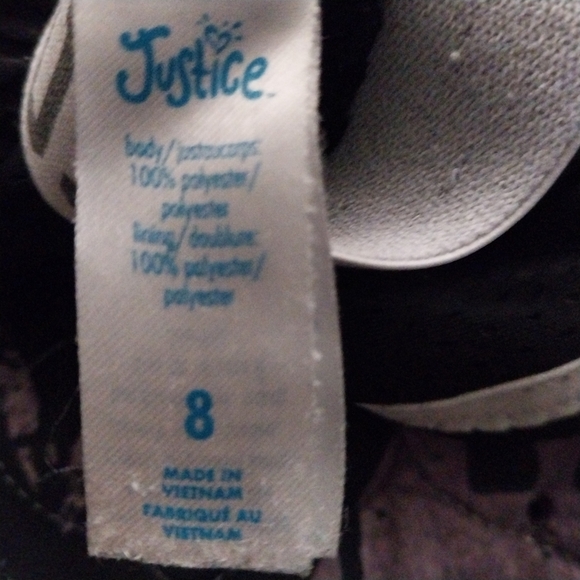 Justice
body/justaucorps:
100% polyester/
polyester
lining/doublure:
100% polyester/
polyester
8
MADE IN
VIETNAM
FABRIQUÉ AU
VIETNAM